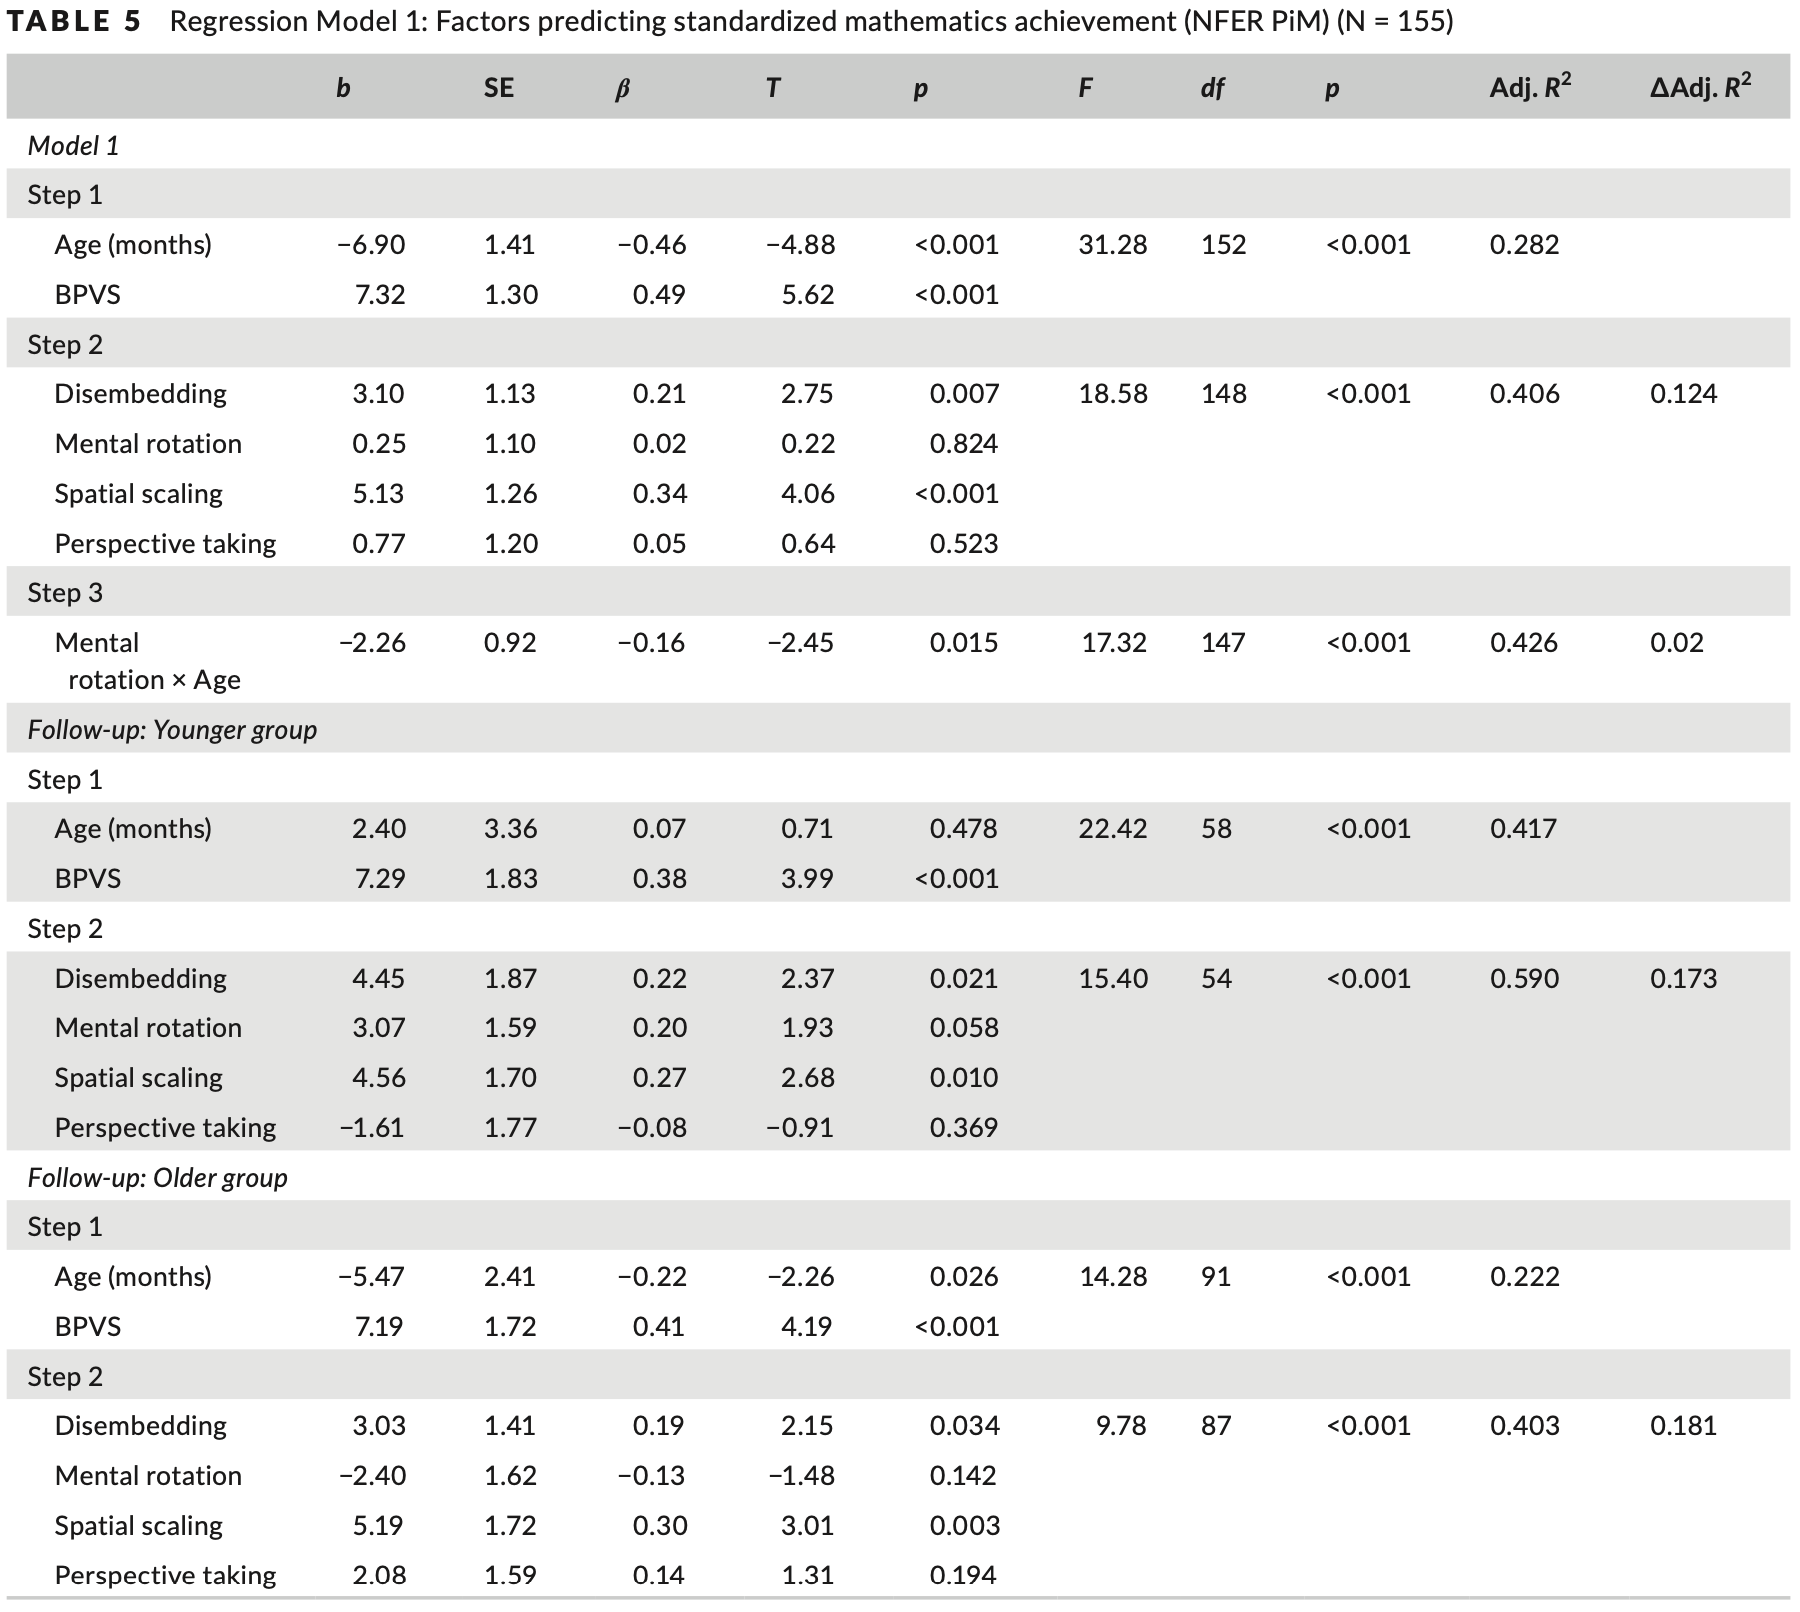 TABLE 5 Regression Model 1: Factors predicting standardized mathematics achievement (NFER PiM) (N = 155)
b SE β T p F df p Adj. R² ΔAdj. R²
Model 1
Step 1
Age (months) −6.90 1.41 −0.46 −4.88 <0.001 31.28 152 <0.001 0.282
BPVS 7.32 1.30 0.49 5.62 <0.001
Step 2
Disembedding 3.10 1.13 0.21 2.75 0.007 18.58 148 <0.001 0.406 0.124
Mental rotation 0.25 1.10 0.02 0.22 0.824
Spatial scaling 5.13 1.26 0.34 4.06 <0.001
Perspective taking 0.77 1.20 0.05 0.64 0.523
Step 3
Mental −2.26 0.92 −0.16 −2.45 0.015 17.32 147 <0.001 0.426 0.02
rotation × Age
Follow-up: Younger group
Step 1
Age (months) 2.40 3.36 0.07 0.71 0.478 22.42 58 <0.001 0.417
BPVS 7.29 1.83 0.38 3.99 <0.001
Step 2
Disembedding 4.45 1.87 0.22 2.37 0.021 15.40 54 <0.001 0.590 0.173
Mental rotation 3.07 1.59 0.20 1.93 0.058
Spatial scaling 4.56 1.70 0.27 2.68 0.010
Perspective taking −1.61 1.77 −0.08 −0.91 0.369
Follow-up: Older group
Step 1
Age (months) −5.47 2.41 −0.22 −2.26 0.026 14.28 91 <0.001 0.222
BPVS 7.19 1.72 0.41 4.19 <0.001
Step 2
Disembedding 3.03 1.41 0.19 2.15 0.034 9.78 87 <0.001 0.403 0.181
Mental rotation −2.40 1.62 −0.13 −1.48 0.142
Spatial scaling 5.19 1.72 0.30 3.01 0.003
Perspective taking 2.08 1.59 0.14 1.31 0.194